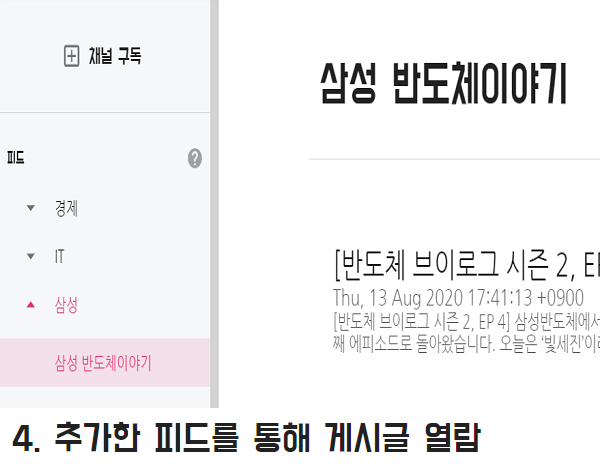 채널 구독
피드
경제
IT
삼성
삼성 반도체이야기
삼성 반도체이야기
[반도체 브이로그 시즌 2, EP
Thu, 13 Aug 2020 17:41:13 +0900
[반도체 브이로그 시즌 2, EP 4] 삼성반도체에서
째 에피소드로 돌아왔습니다. 오늘은 '빛세진'이라
4. 추가한 피드를 통해 게시글 열람